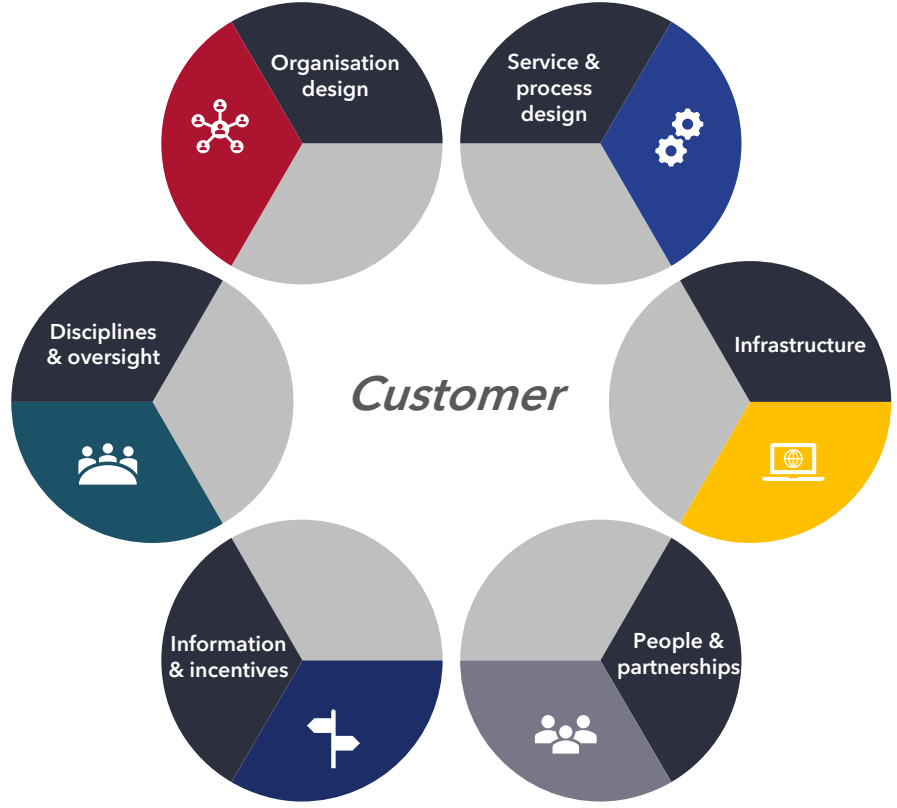 Organisation
design
Service &
process
design
Disciplines
& oversight
Customer
Infrastructure
Information
& incentives
People &
partnerships